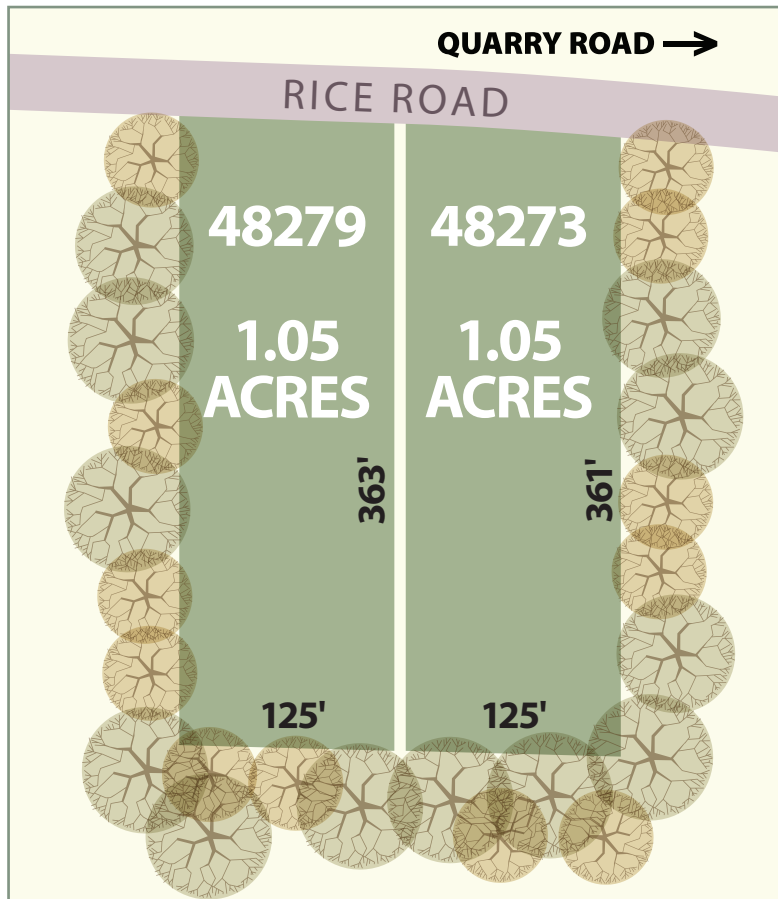 QUARRY ROAD →
RICE ROAD
48279
1.05
ACRES
363'
125'
48273
1.05
ACRES
361'
125'